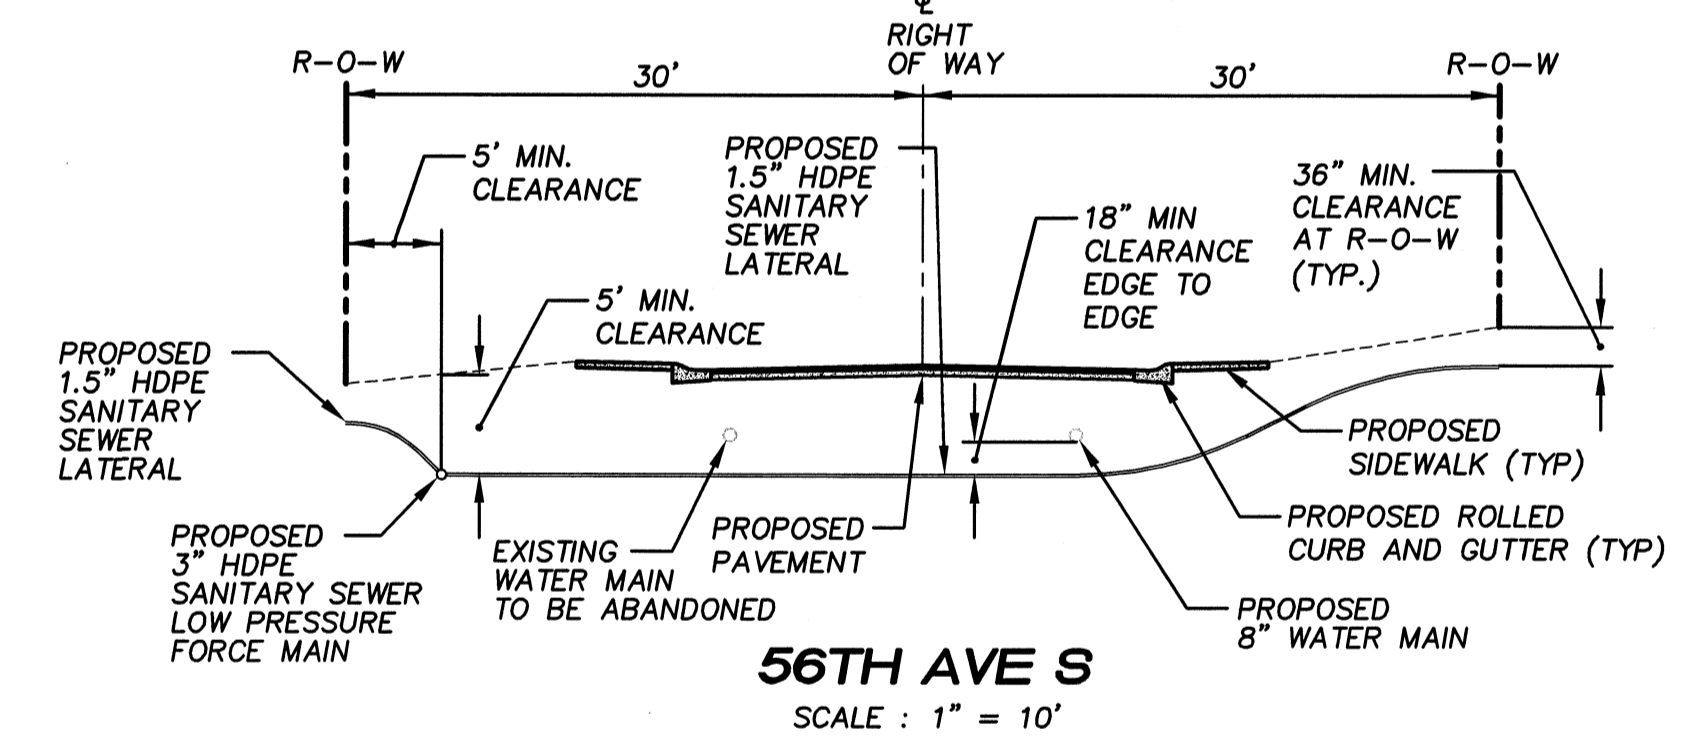 ℄
RIGHT
OF WAY
R-O-W
R-O-W
30'
30'
5' MIN.
CLEARANCE
PROPOSED
1.5" HDPE
SANITARY
SEWER
LATERAL
18" MIN
CLEARANCE
EDGE TO
EDGE
36" MIN.
CLEARANCE
AT R-O-W
(TYP.)
5' MIN.
CLEARANCE
PROPOSED
1.5" HDPE
SANITARY
SEWER
LATERAL
PROPOSED
SIDEWALK (TYP)
PROPOSED
3" HDPE
SANITARY SEWER
LOW PRESSURE
FORCE MAIN
EXISTING
WATER MAIN
TO BE ABANDONED
PROPOSED
PAVEMENT
PROPOSED ROLLED
CURB AND GUTTER (TYP)
PROPOSED
8" WATER MAIN
56TH AVE S
SCALE : 1" = 10'